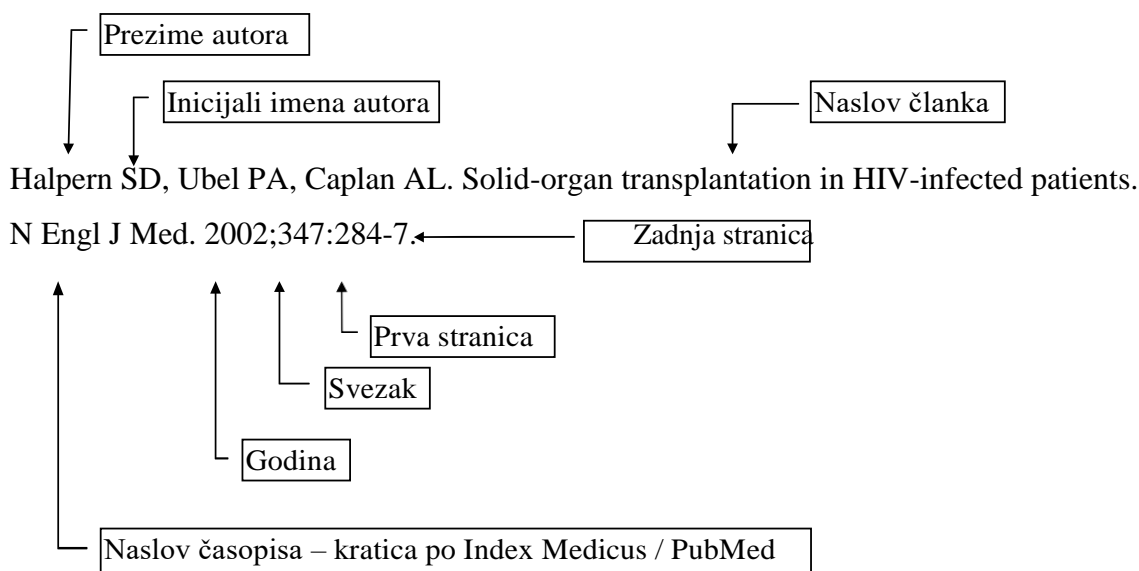 Prezime autora
Inicijali imena autora
Naslov članka
Halpern SD, Ubel PA, Caplan AL. Solid-organ transplantation in HIV-infected patients.
N Engl J Med. 2002;347:284-7.
Zadnja stranica
Prva stranica
Svezak
Godina
Naslov časopisa – kratica po Index Medicus / PubMed